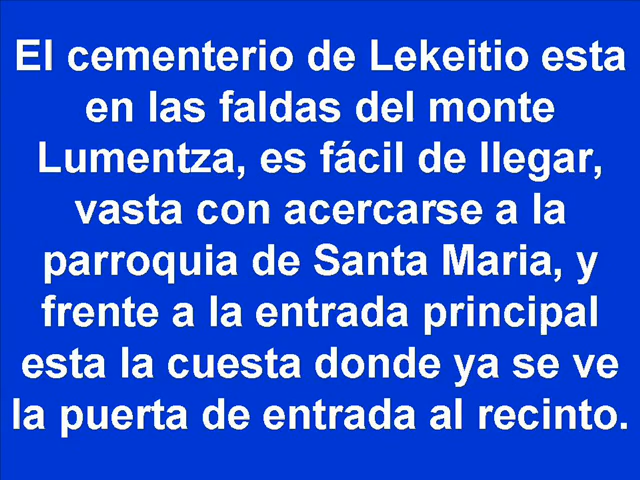 El cementerio de Lekeitio esta
en las faldas del monte
Lumentza, es fácil de llegar,
vasta con acercarse a la
parroquia de Santa Maria, y
frente a la entrada principal
esta la cuesta donde ya se ve
la puerta de entrada al recinto.